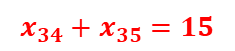 x₃₄ + x₃₅ = 15